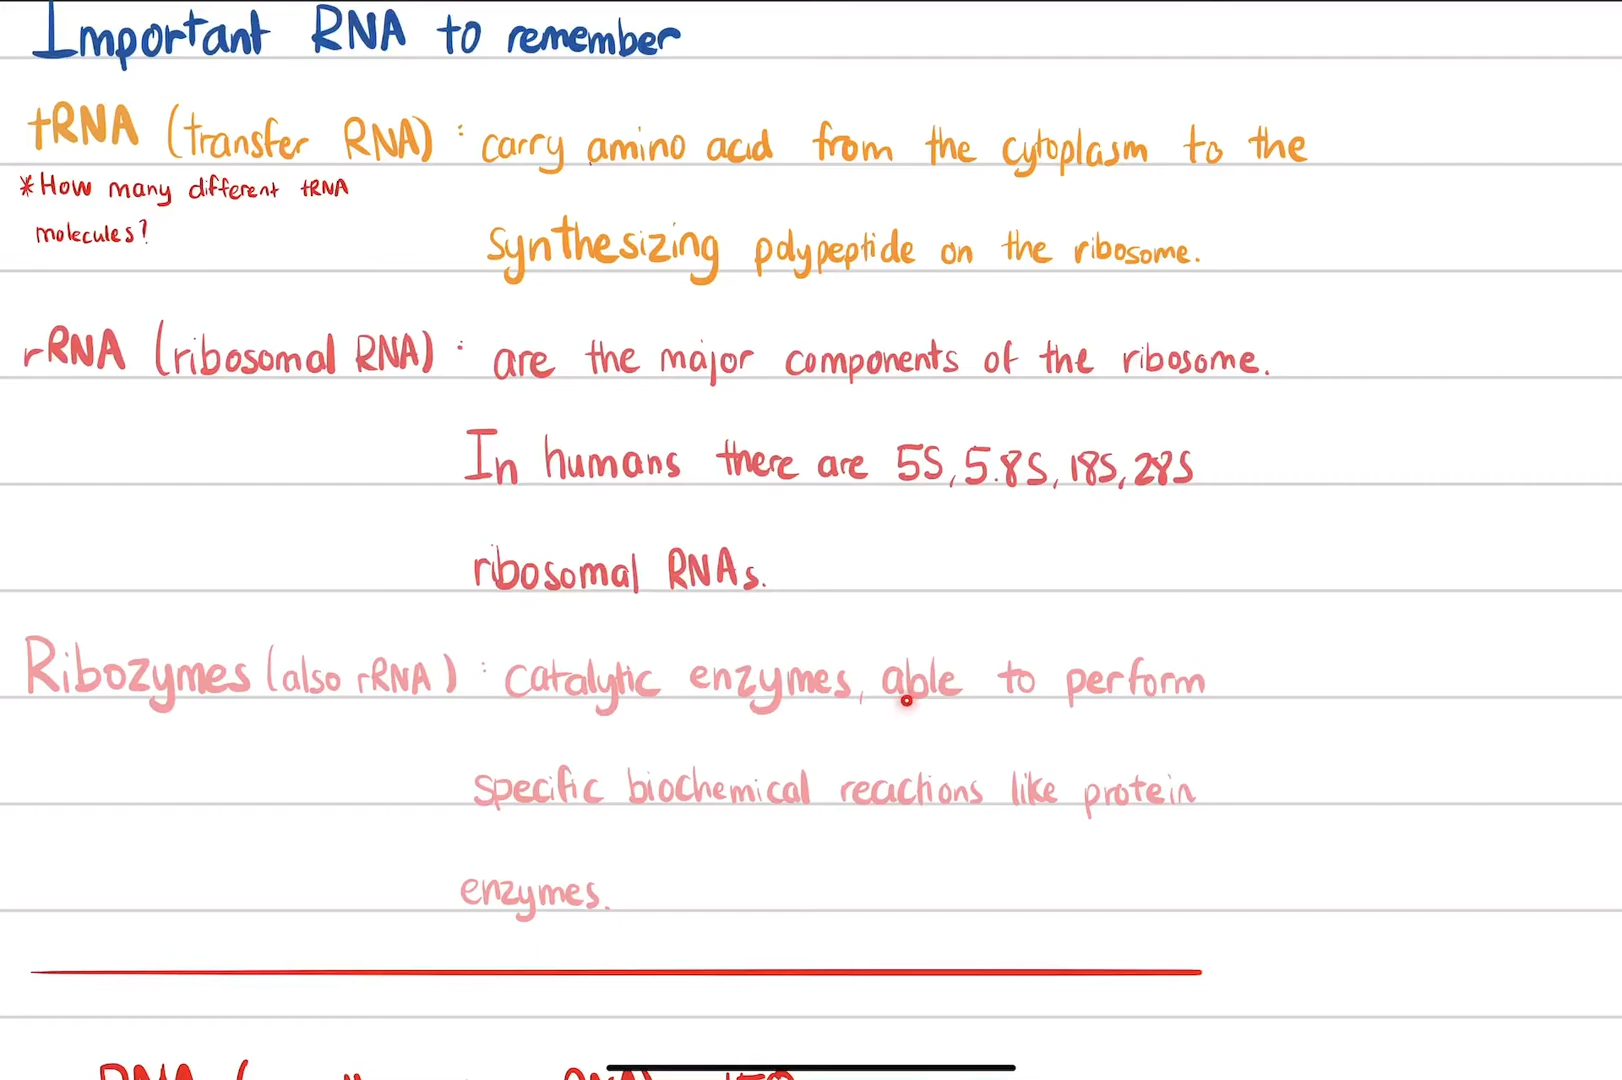 Important RNA to remember
tRNA (transfer RNA) : carry amino acid from the cytoplasm to the
*How many different tRNA
molecules?
synthesizing polypeptide on the ribosome.
rRNA (ribosomal RNA) : are the major components of the ribosome.
In humans there are 5S, 5.8S, 18S, 28S
ribosomal RNAs.
Ribozymes (also rRNA) : catalytic enzymes, able to perform
specific biochemical reactions like protein
enzymes.